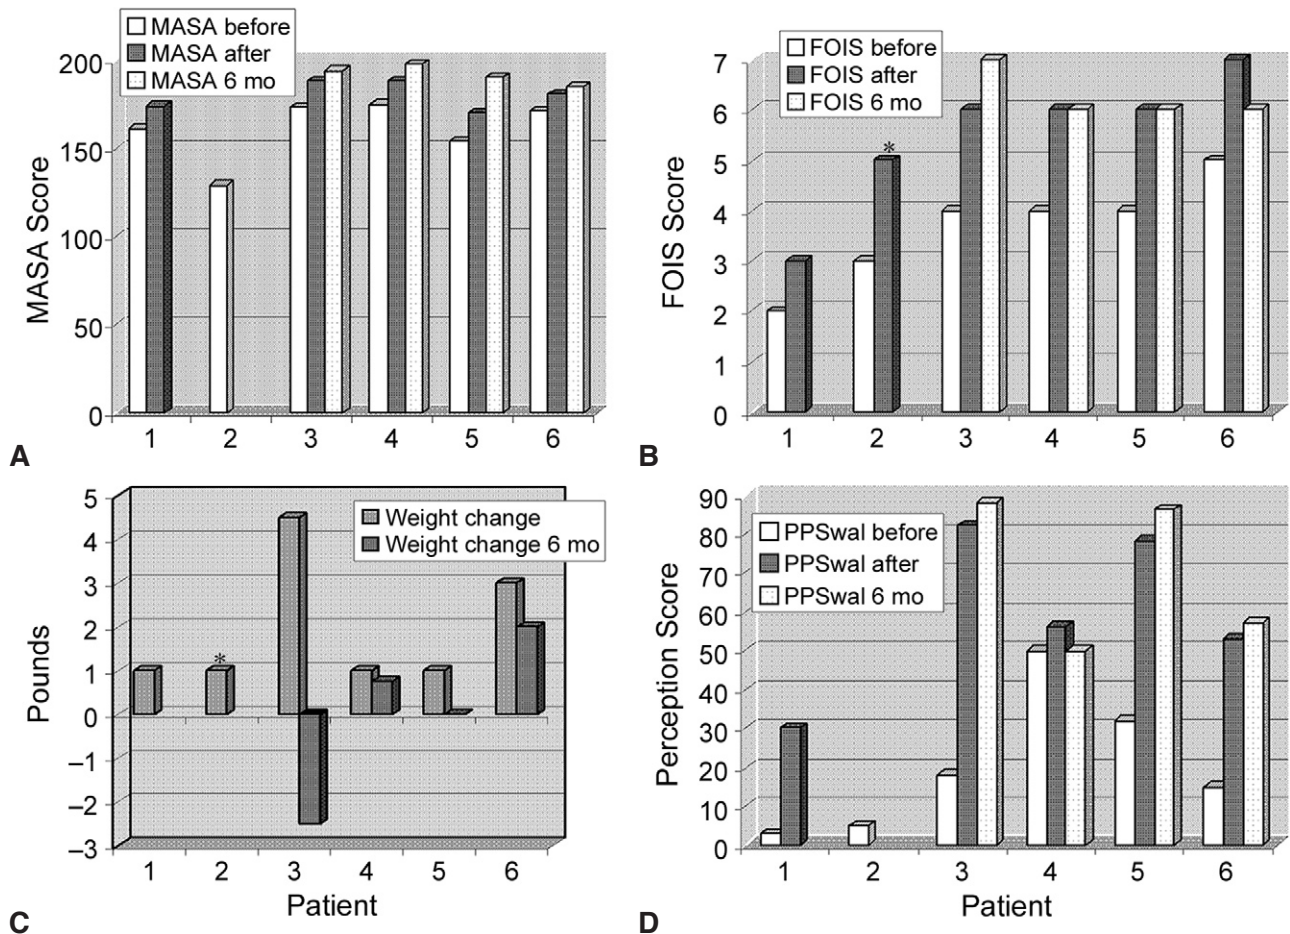 MASA before
MASA after
MASA 6 mo
200
150
100
50
0
MASA Score
1 2 3 4 5 6
A
FOIS before
FOIS after
FOIS 6 mo
7
6
5
4
3
2
1
0
FOIS Score
*
1 2 3 4 5 6
B
Weight change
Weight change 6 mo
5
4
3
2
1
0
–1
–2
–3
Pounds
*
1 2 3 4 5 6
Patient
C
PPSwal before
PPSwal after
PPSwal 6 mo
90
80
70
60
50
40
30
20
10
0
Perception Score
1 2 3 4 5 6
Patient
D